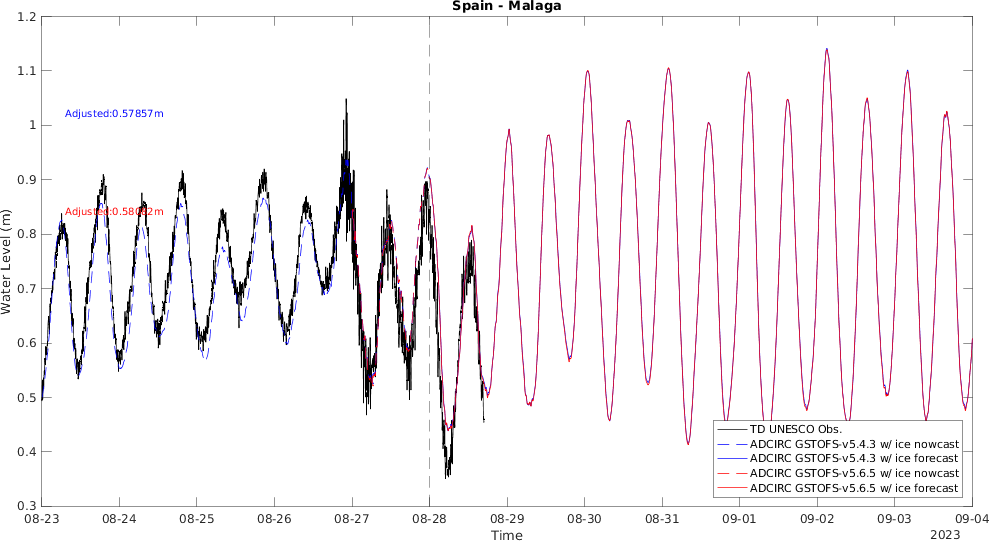 Spain - Malaga
1.2
1.1
1
0.9
0.8
0.7
0.6
0.5
0.4
0.3
Water Level (m)
Adjusted:0.57857m
TD UNESCO Obs.
ADCIRC GSTOFS-v5.4.3 w/ ice nowcast
ADCIRC GSTOFS-v5.4.3 w/ ice forecast
ADCIRC GSTOFS-v5.6.5 w/ ice nowcast
ADCIRC GSTOFS-v5.6.5 w/ ice forecast
08-23 08-24 08-25 08-26 08-27 08-28 08-29 08-30 08-31 09-01 09-02 09-03 09-04
Time
2023